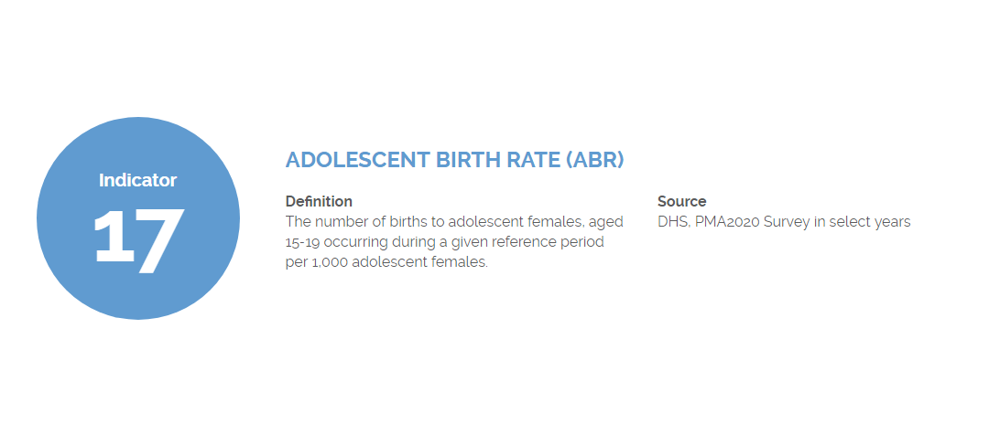 Indicator
17
ADOLESCENT BIRTH RATE (ABR)
Definition
The number of births to adolescent females, aged
15-19 occurring during a given reference period
per 1,000 adolescent females.
Source
DHS, PMA2020 Survey in select years